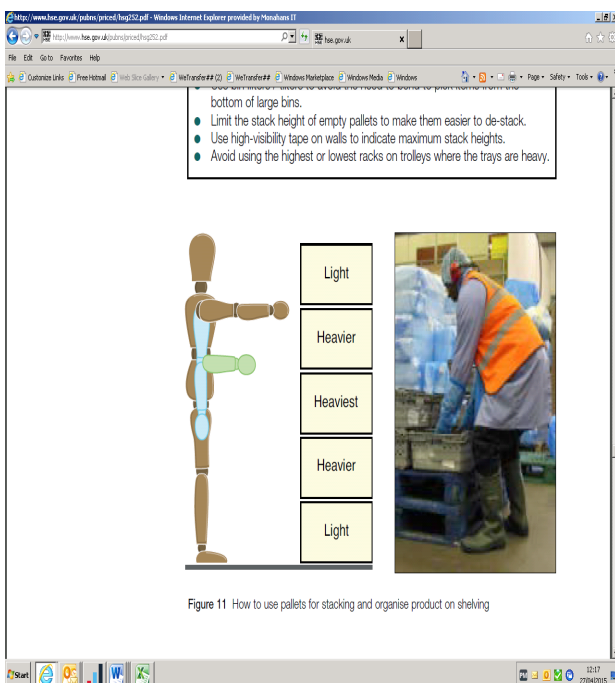 http://www.hse.gov.uk/pubns/priced/hsg252.pdf - Windows Internet Explorer provided by Monahans IT
http://www.hse.gov.uk/pubns/priced/hsg252.pdf
hse.gov.uk
x
File Edit Go to Favorites Help
Customize Links Free Hotmail Web Slice Gallery WeTransfer## (2) WeTransfer## Windows Marketplace Windows Media Windows Page Safety Tools
bottom of large bins.
Limit the stack height of empty pallets to make them easier to de-stack.
Use high-visibility tape on walls to indicate maximum stack heights.
Avoid using the highest or lowest racks on trolleys where the trays are heavy.
Light
Heavier
Heaviest
Heavier
Light
Figure 11 How to use pallets for stacking and organise product on shelving
Start
12:17
27/04/2015